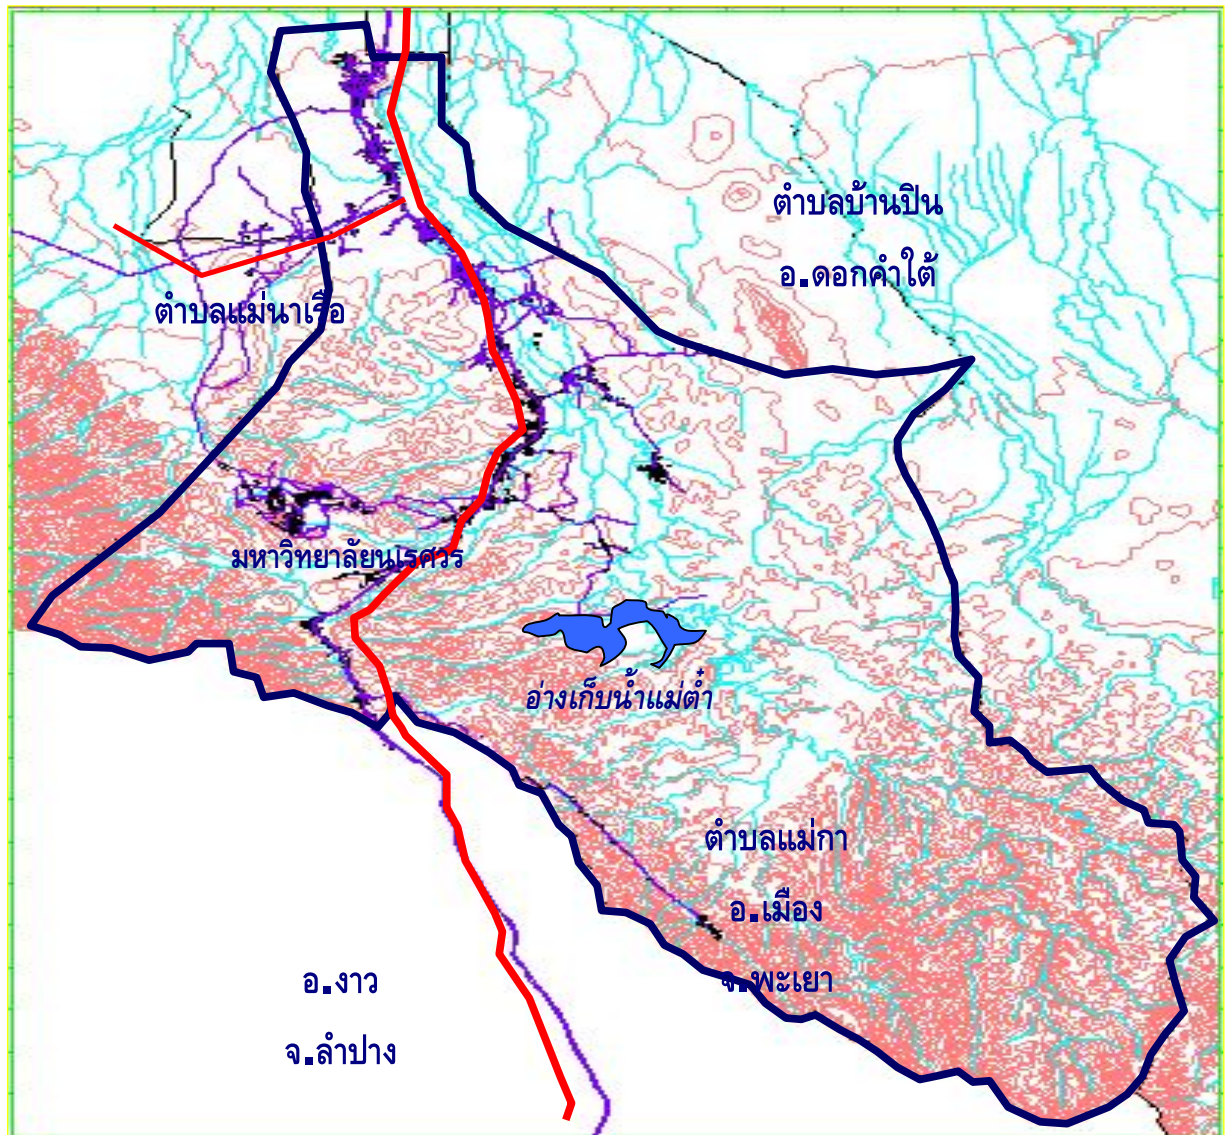 ตำบลบ้านปิน
อ.ดอกคำใต้
ตำบลแม่นาเรือ
มหาวิทยาลัยนเรศวร
อ่างเก็บน้ำแม่ต๋ำ
ตำบลแม่กา
อ.เมือง
จ.พะเยา
อ.งาว
จ.ลำปาง